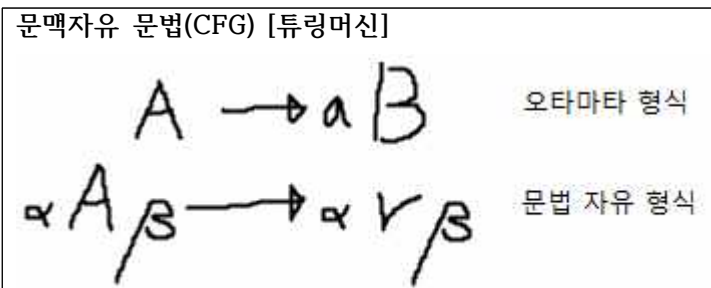 문맥자유 문법(CFG) [튜링머신]
A → a B 오타마타 형식
αAβ → αγβ 문법 자유 형식